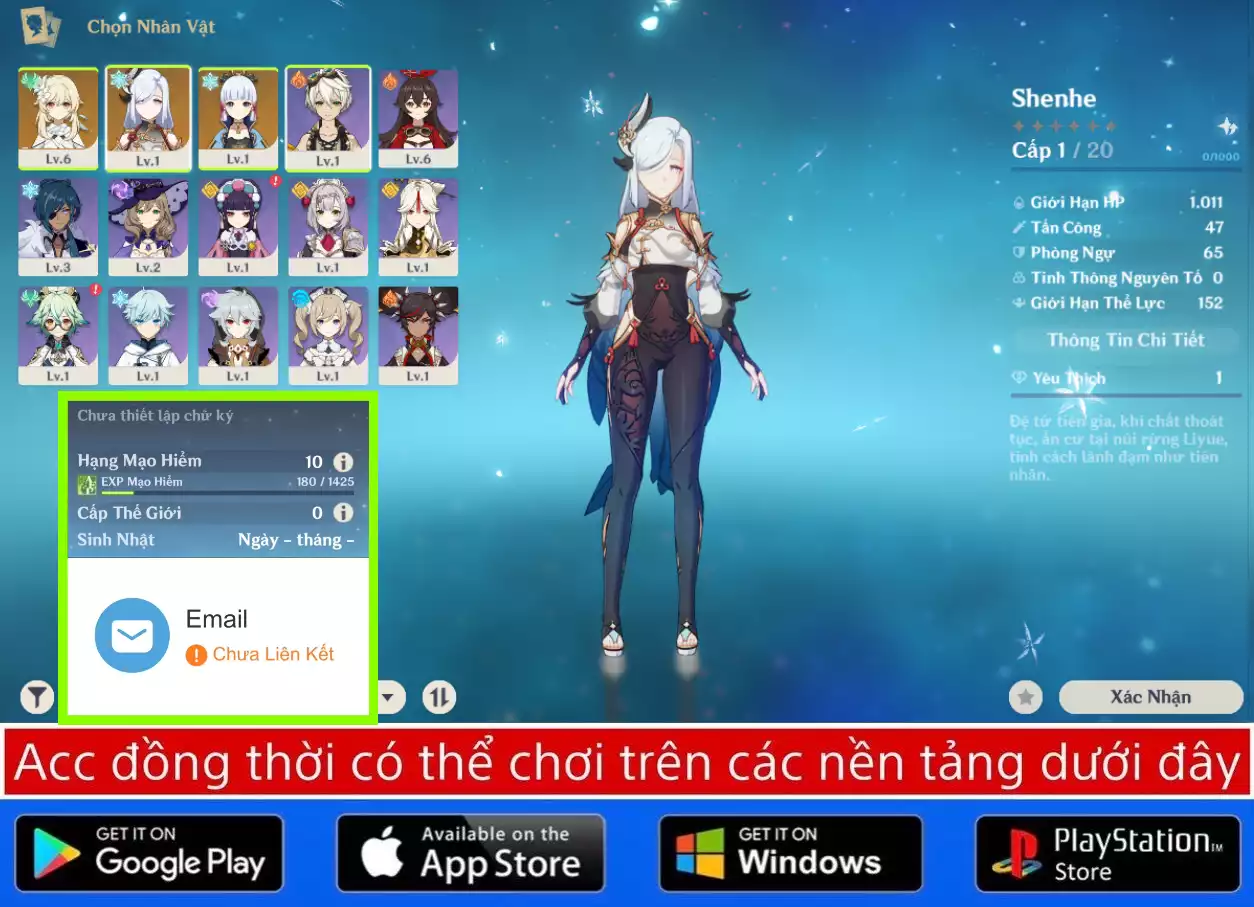 Chọn Nhân Vật
Lv.6
Lv.1
Lv.1
Lv.1
Lv.6
Lv.3
Lv.2
Lv.1
Lv.1
Lv.1
Lv.1
Lv.1
Lv.1
Lv.1
Lv.1
Shenhe
Cấp 1 / 20
0/1000
Giới Hạn HP 1.011
Tấn Công 47
Phòng Ngự 65
Tinh Thông Nguyên Tố 0
Giới Hạn Thể Lực 152
Thông Tin Chi Tiết
Yêu Thích 1
Đệ tử tiên gia, khí chất thoát
tục, ẩn cư tại núi rừng Liyue,
tính cách lãnh đạm như tiên
nhân.
Chưa thiết lập chữ ký
Hạng Mạo Hiểm 10
EXP Mạo Hiểm 180 / 1425
Cấp Thế Giới 0
Sinh Nhật Ngày - tháng -
Email
Chưa Liên Kết
Xác Nhận
Acc đồng thời có thể chơi trên các nền tảng dưới đây
GET IT ON
Google Play
Available on the
App Store
GET IT ON
Windows
PlayStation™
Store